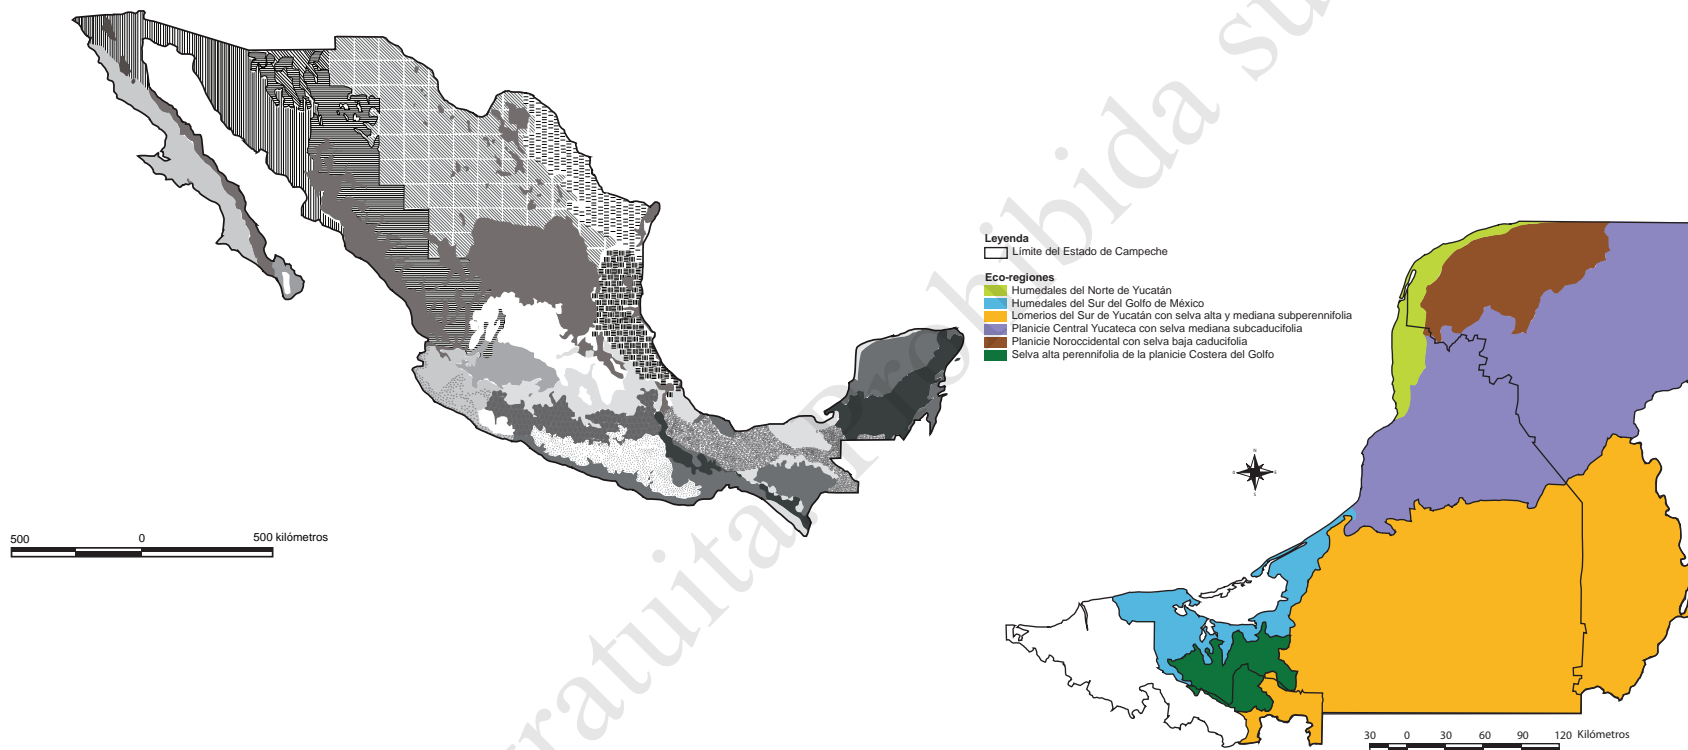 Leyenda
Límite del Estado de Campeche
Eco-regiones
Humedales del Norte de Yucatán
Humedales del Sur del Golfo de México
Lomerios del Sur de Yucatán con selva alta y mediana subperennifolia
Planicie Central Yucateca con selva mediana subcaducifolia
Planicie Noroccidental con selva baja caducifolia
Selva alta perennifolia de la planicie Costera del Golfo
N
S
500 0 500 kilómetros
30 0 30 60 90 120 Kilómetros
ratuita. Prohibida su